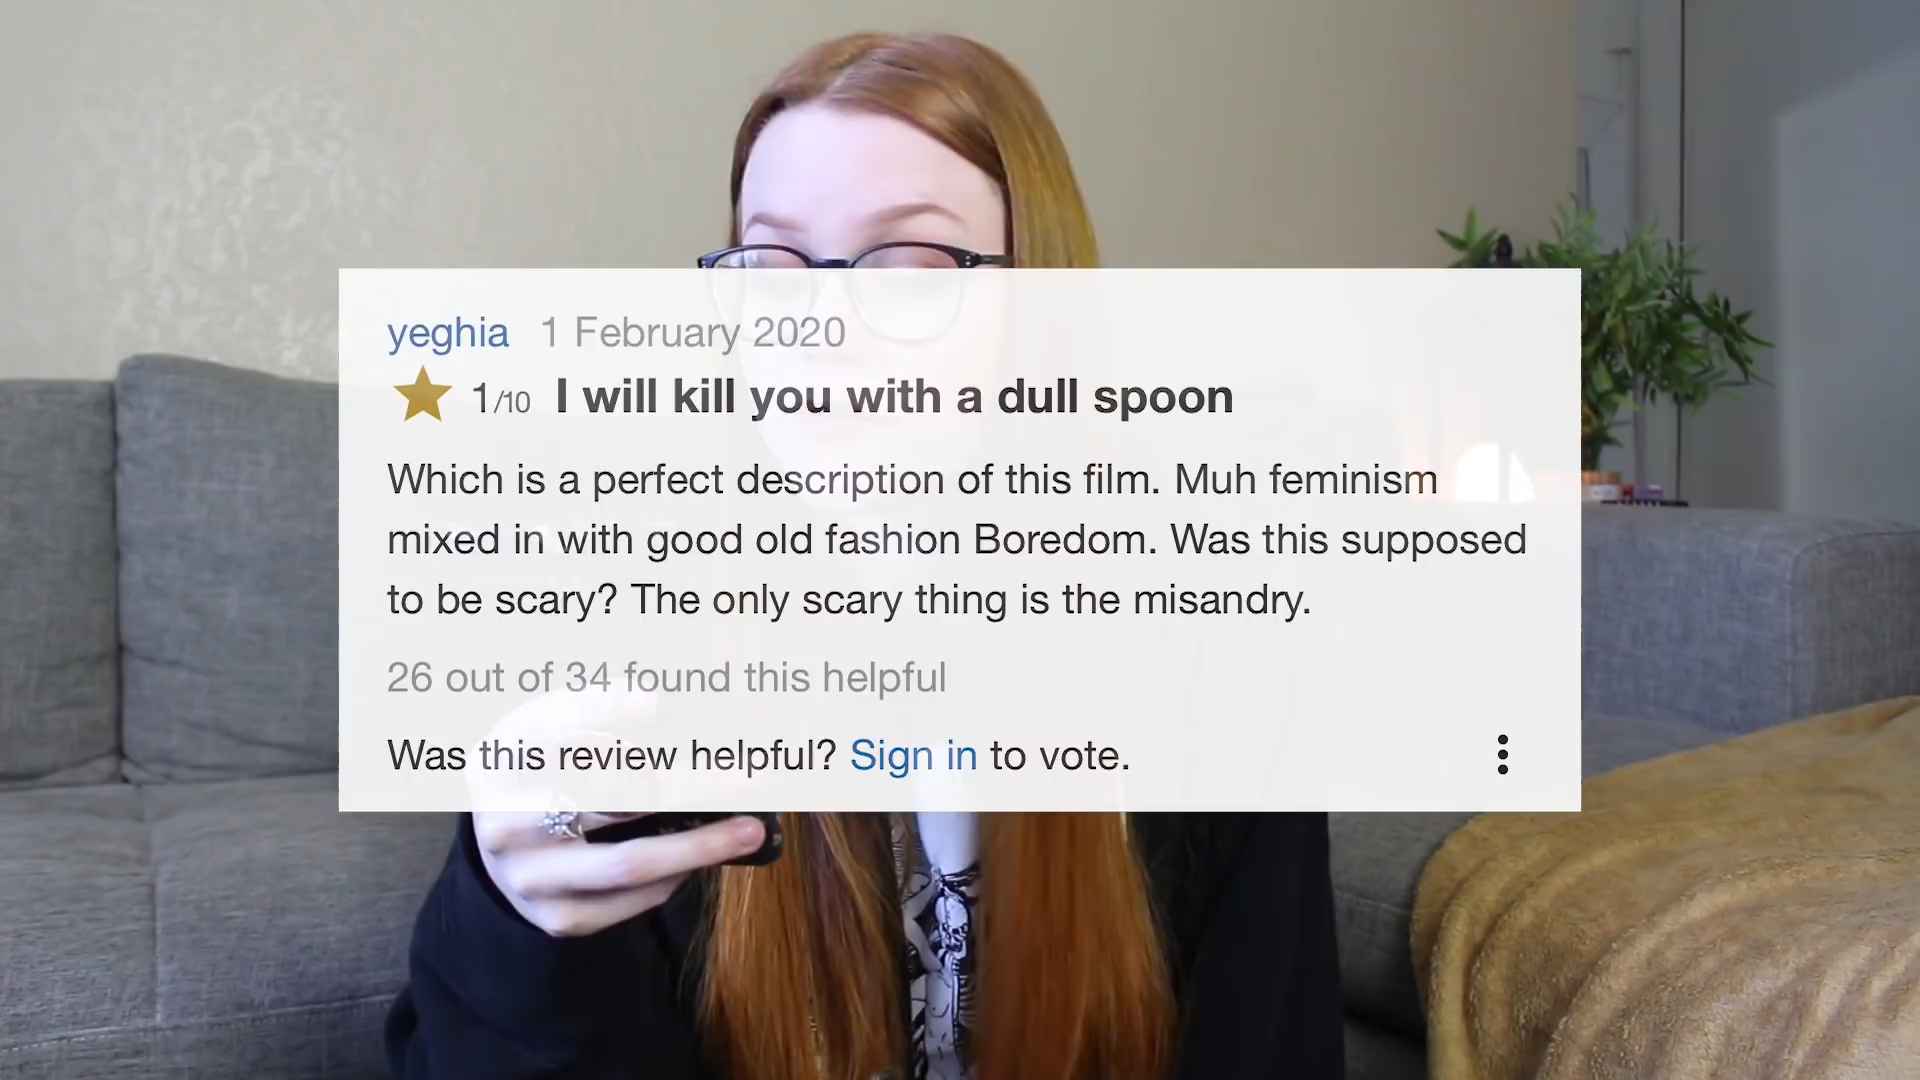 yeghia 1 February 2020
1/10 I will kill you with a dull spoon
Which is a perfect description of this film. Muh feminism
mixed in with good old fashion Boredom. Was this supposed
to be scary? The only scary thing is the misandry.
26 out of 34 found this helpful
Was this review helpful? Sign in to vote.